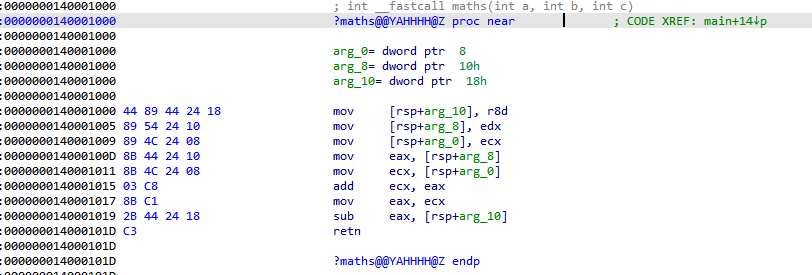 :0000000140001000 ; int __fastcall maths(int a, int b, int c)
:0000000140001000 ?maths@@YAHHHH@Z proc near ; CODE XREF: main+14↓p
:0000000140001000
:0000000140001000 arg_0= dword ptr 8
:0000000140001000 arg_8= dword ptr 10h
:0000000140001000 arg_10= dword ptr 18h
:0000000140001000
:0000000140001000 44 89 44 24 18 mov [rsp+arg_10], r8d
:0000000140001005 89 54 24 10 mov [rsp+arg_8], edx
:0000000140001009 89 4C 24 08 mov [rsp+arg_0], ecx
:000000014000100D 8B 44 24 10 mov eax, [rsp+arg_8]
:0000000140001011 8B 4C 24 08 mov ecx, [rsp+arg_0]
:0000000140001015 03 C8 add ecx, eax
:0000000140001017 8B C1 mov eax, ecx
:0000000140001019 2B 44 24 18 sub eax, [rsp+arg_10]
:000000014000101D C3 retn
:000000014000101D
:000000014000101D ?maths@@YAHHHH@Z endp